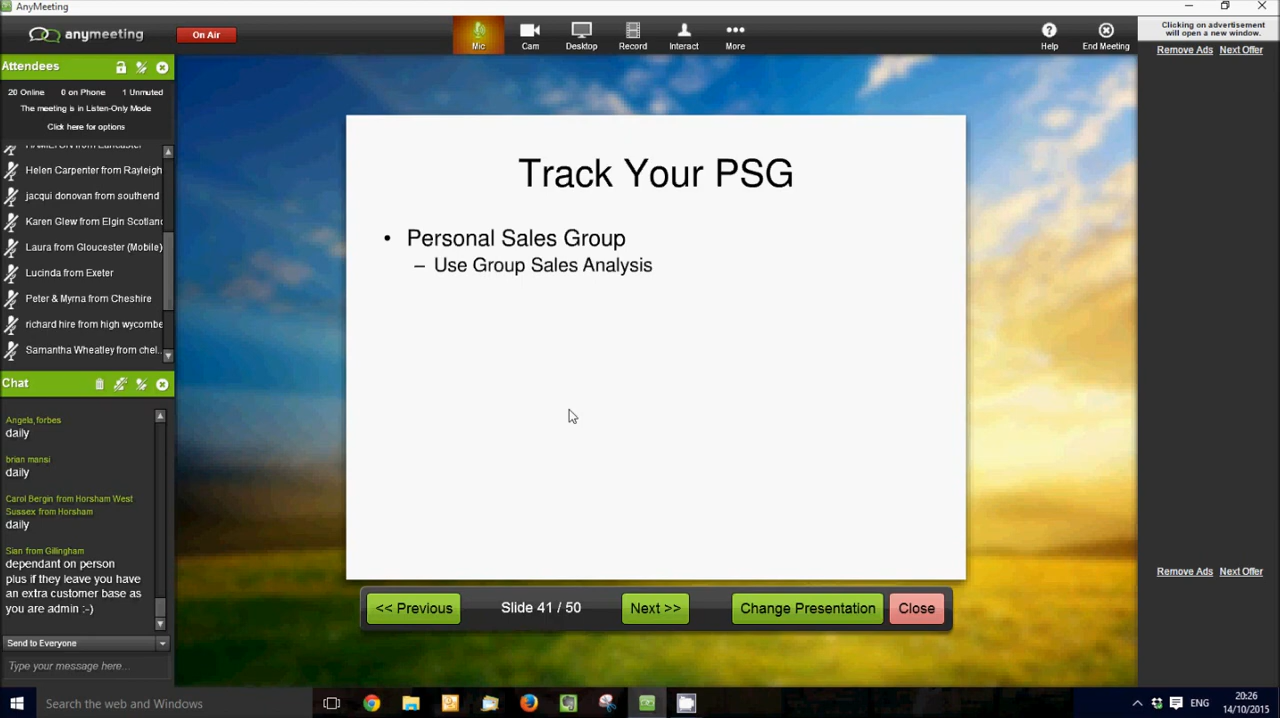 AnyMeeting
anymeeting
On Air
Mic
Cam
Desktop
Record
Interact
More
Help
End Meeting
Clicking on advertisement
will open a new window.
Remove Ads Next Offer
Attendees
20 Online 0 on Phone 1 Unmuted
The meeting is in Listen-Only Mode
Click here for options
HAMILTON from Lancaster
Helen Carpenter from Rayleigh
jacqui donovan from southend
Karen Glew from Elgin Scotland
Laura from Gloucester (Mobile)
Lucinda from Exeter
Peter & Myrna from Cheshire
richard hire from high wycombe
Samantha Wheatley from chel...
Chat
Angela,forbes
daily
brian mansi
daily
Carol Bergin from Horsham West
Sussex from Horsham
daily
Sian from Gillingham
dependant on person
plus if they leave you have
an extra customer base as
you are admin :-)
Send to Everyone
Type your message here...
Track Your PSG
• Personal Sales Group
– Use Group Sales Analysis
<< Previous
Slide 41 / 50
Next >>
Change Presentation
Close
Remove Ads Next Offer
Search the web and Windows
ENG
20:26
14/10/2015